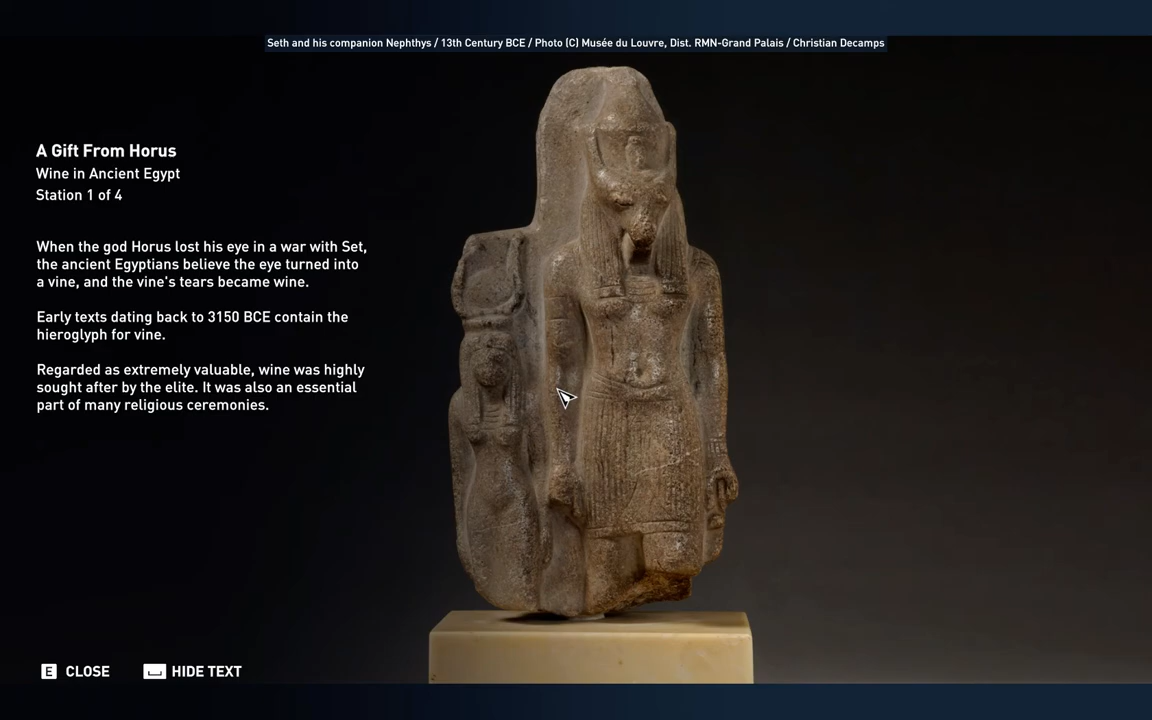 Seth and his companion Nephthys / 13th Century BCE / Photo (C) Musée du Louvre, Dist. RMN-Grand Palais / Christian Decamps
A Gift From Horus
Wine in Ancient Egypt
Station 1 of 4
When the god Horus lost his eye in a war with Set,
the ancient Egyptians believe the eye turned into
a vine, and the vine's tears became wine.
Early texts dating back to 3150 BCE contain the
hieroglyph for vine.
Regarded as extremely valuable, wine was highly
sought after by the elite. It was also an essential
part of many religious ceremonies.
E CLOSE
HIDE TEXT